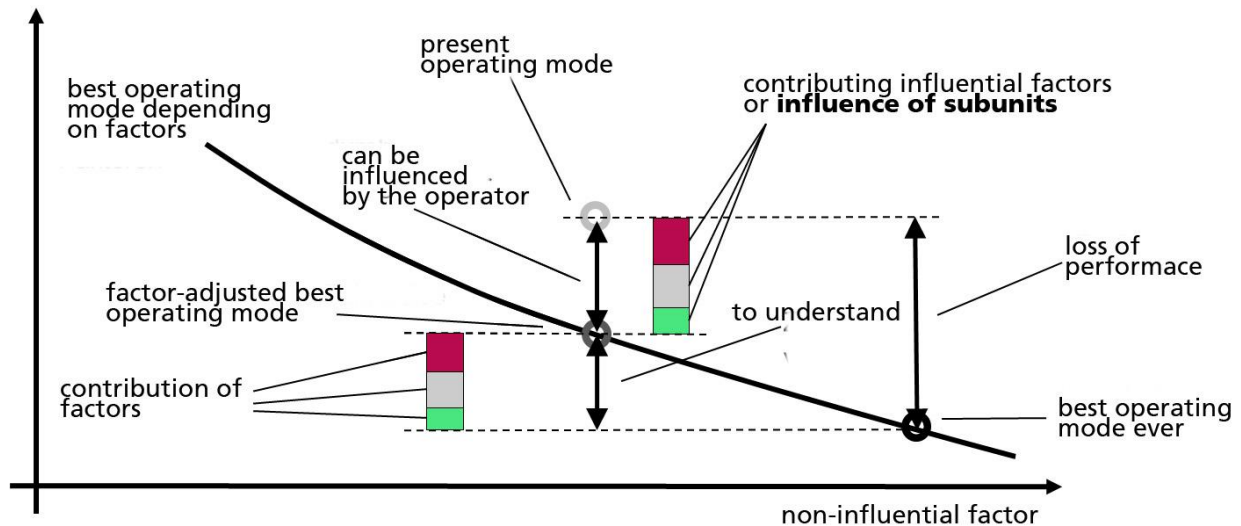 present
operating mode
contributing influential factors
or influence of subunits
best operating
mode depending
on factors
can be
influenced
by the operator
loss of
performace
factor-adjusted best
operating mode
to understand
contribution of
factors
best operating
mode ever
non-influential factor